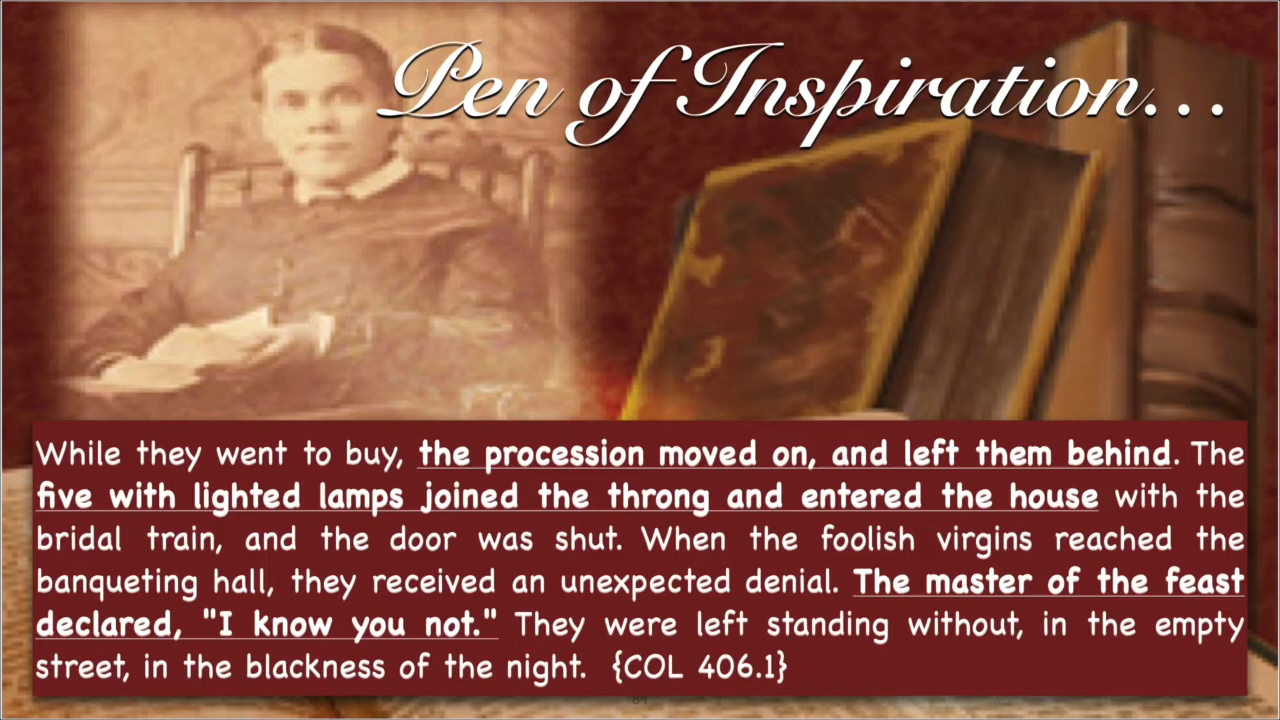 Pen of Inspiration...
While they went to buy, the procession moved on, and left them behind. The
five with lighted lamps joined the throng and entered the house with the
bridal train, and the door was shut. When the foolish virgins reached the
banqueting hall, they received an unexpected denial. The master of the feast
declared, "I know you not." They were left standing without, in the empty
street, in the blackness of the night. {COL 406.1}